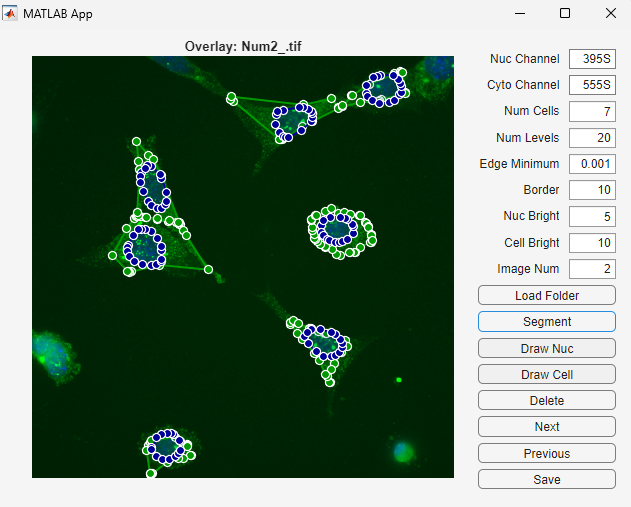 MATLAB App
Overlay: Num2_.tif
Nuc Channel 395S
Cyto Channel 555S
Num Cells 7
Num Levels 20
Edge Minimum 0.001
Border 10
Nuc Bright 5
Cell Bright 10
Image Num 2
Load Folder
Segment
Draw Nuc
Draw Cell
Delete
Next
Previous
Save